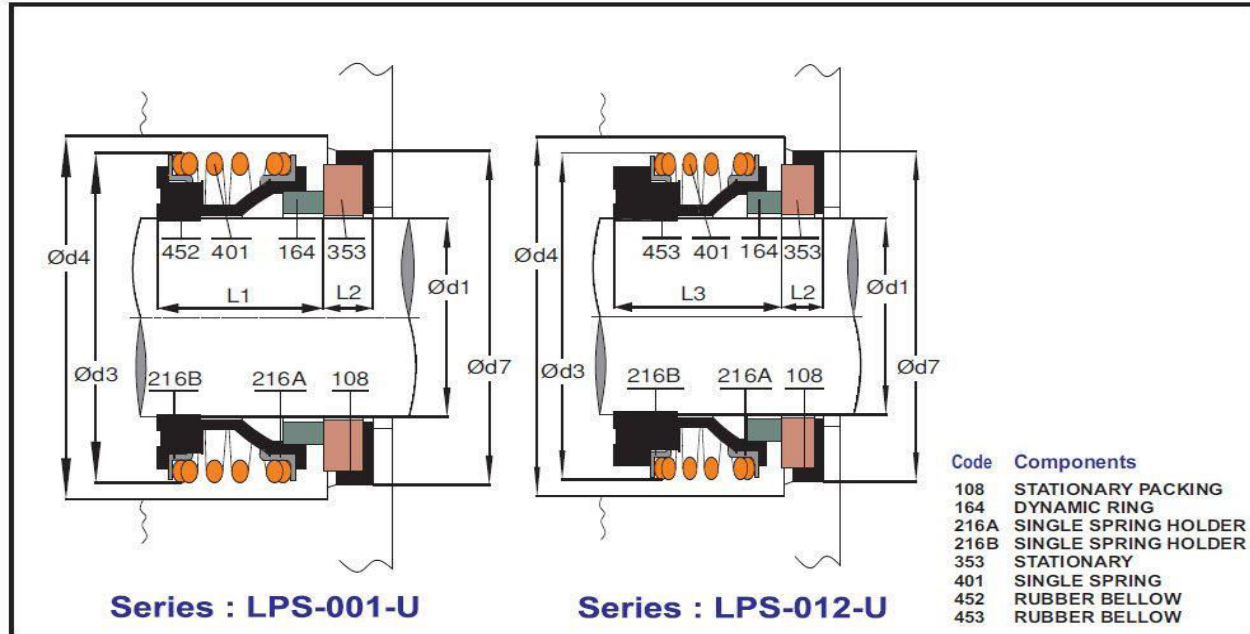 Ød4
Ød3
452 401 164 353
L1 L2
Ød1
216B 216A 108
Ød7
Series : LPS-001-U
Ød4
Ød3
453 401 164 353
L3 L2
Ød1
216B 216A 108
Ød7
Series : LPS-012-U
Code Components
108 STATIONARY PACKING
164 DYNAMIC RING
216A SINGLE SPRING HOLDER
216B SINGLE SPRING HOLDER
353 STATIONARY
401 SINGLE SPRING
452 RUBBER BELLOW
453 RUBBER BELLOW